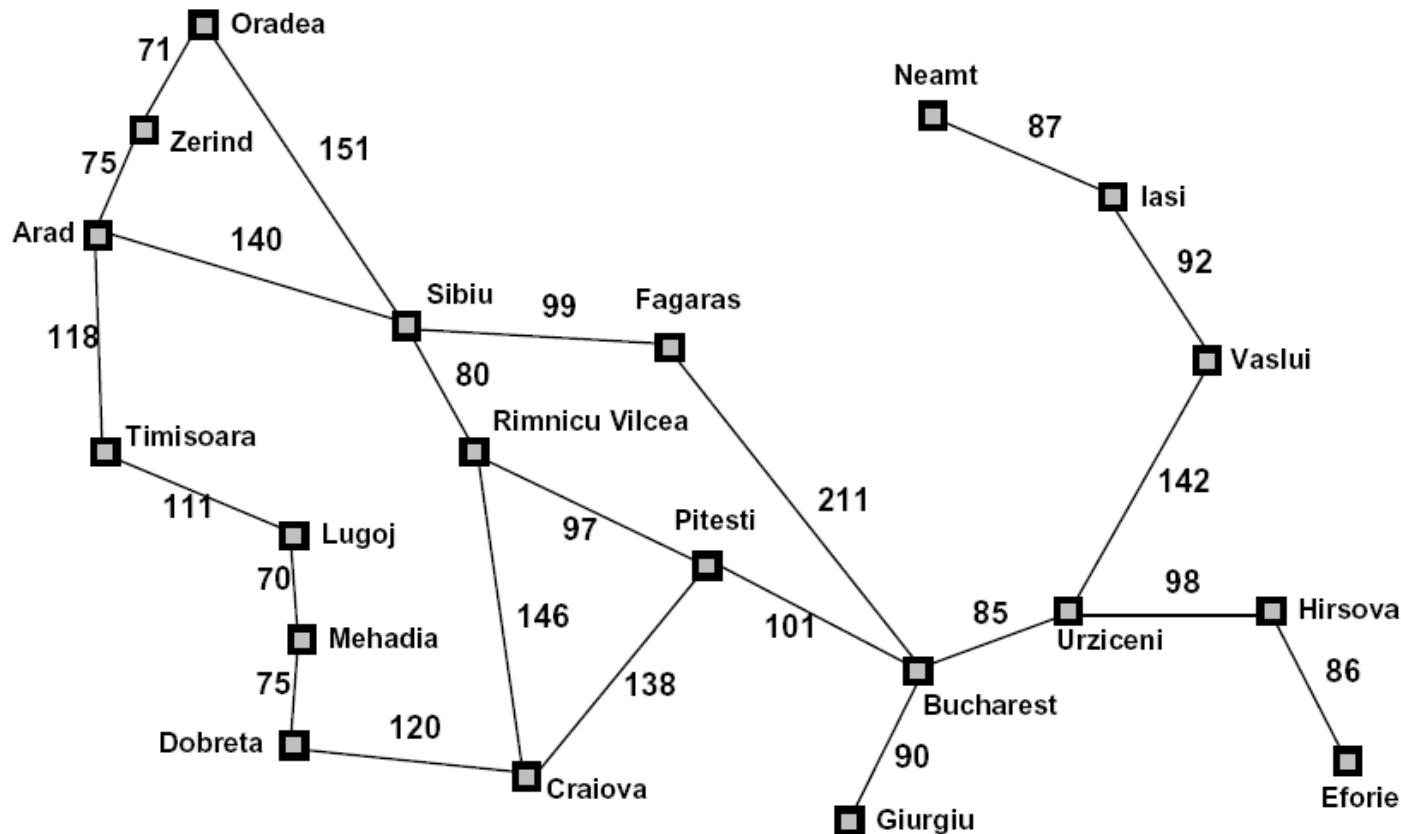 Oradea
71
Neamt
87
Zerind
151
75
Iasi
Arad
140
92
Sibiu
99
Fagaras
118
80
Vaslui
Rimnicu Vilcea
Timisoara
142
211
111
97
Pitesti
Lugoj
70
98
146
85
Hirsova
101
Mehadia
Urziceni
86
75
138
Bucharest
120
Dobreta
90
Craiova
Eforie
Giurgiu